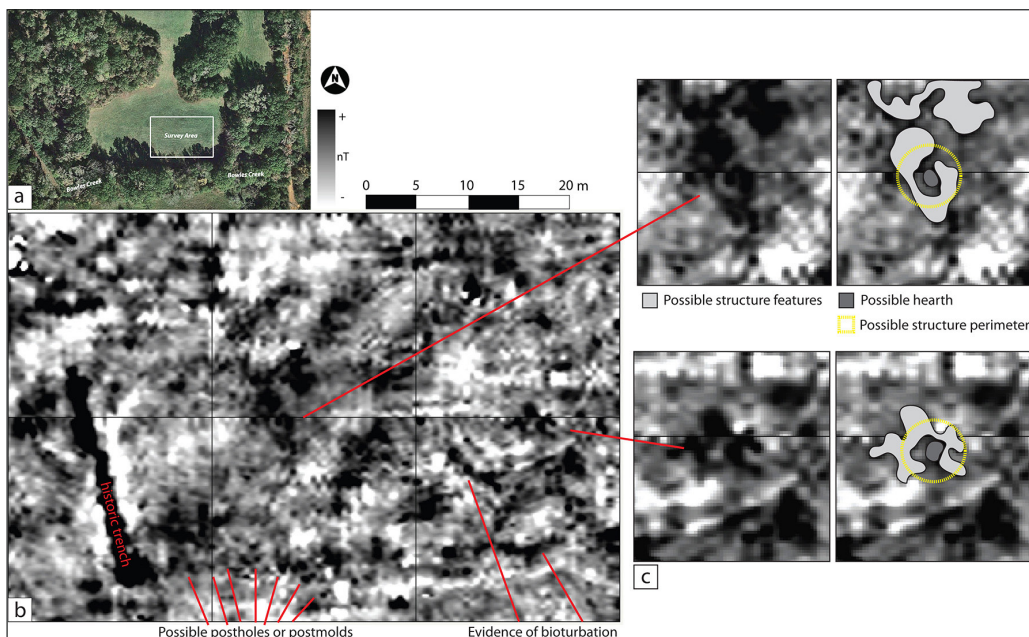 Survey Area
Bowles Creek
Bowles Creek
a
N
+
nT
-
0 5 10 15 20 m
Possible structure features
Possible hearth
Possible structure perimeter
historic trench
b
c
Possible postholes or postmolds
Evidence of bioturbation